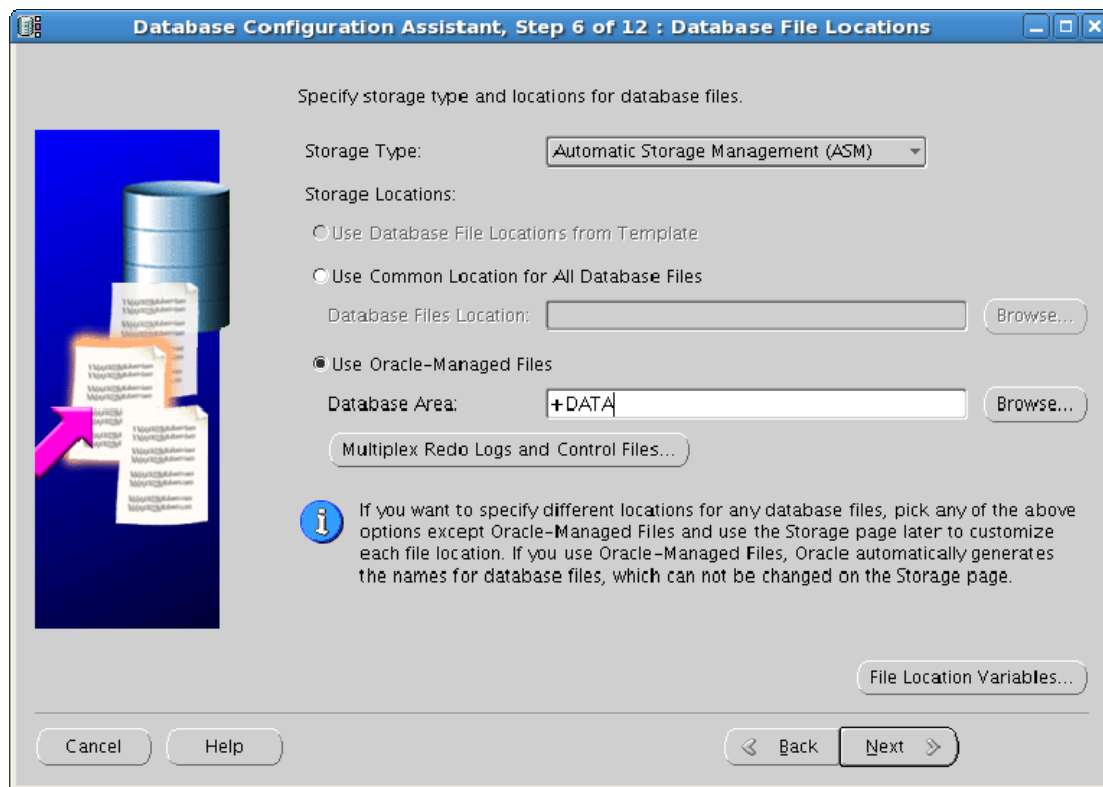 Database Configuration Assistant, Step 6 of 12 : Database File Locations
Specify storage type and locations for database files.
Storage Type:
Automatic Storage Management (ASM)
Storage Locations:
Use Database File Locations from Template
Use Common Location for All Database Files
Database Files Location:
Browse...
Use Oracle-Managed Files
Database Area:
+DATA
Browse...
Multiplex Redo Logs and Control Files...
If you want to specify different locations for any database files, pick any of the above
options except Oracle-Managed Files and use the Storage page later to customize
each file location. If you use Oracle-Managed Files, Oracle automatically generates
the names for database files, which can not be changed on the Storage page.
File Location Variables...
Cancel
Help
Back
Next